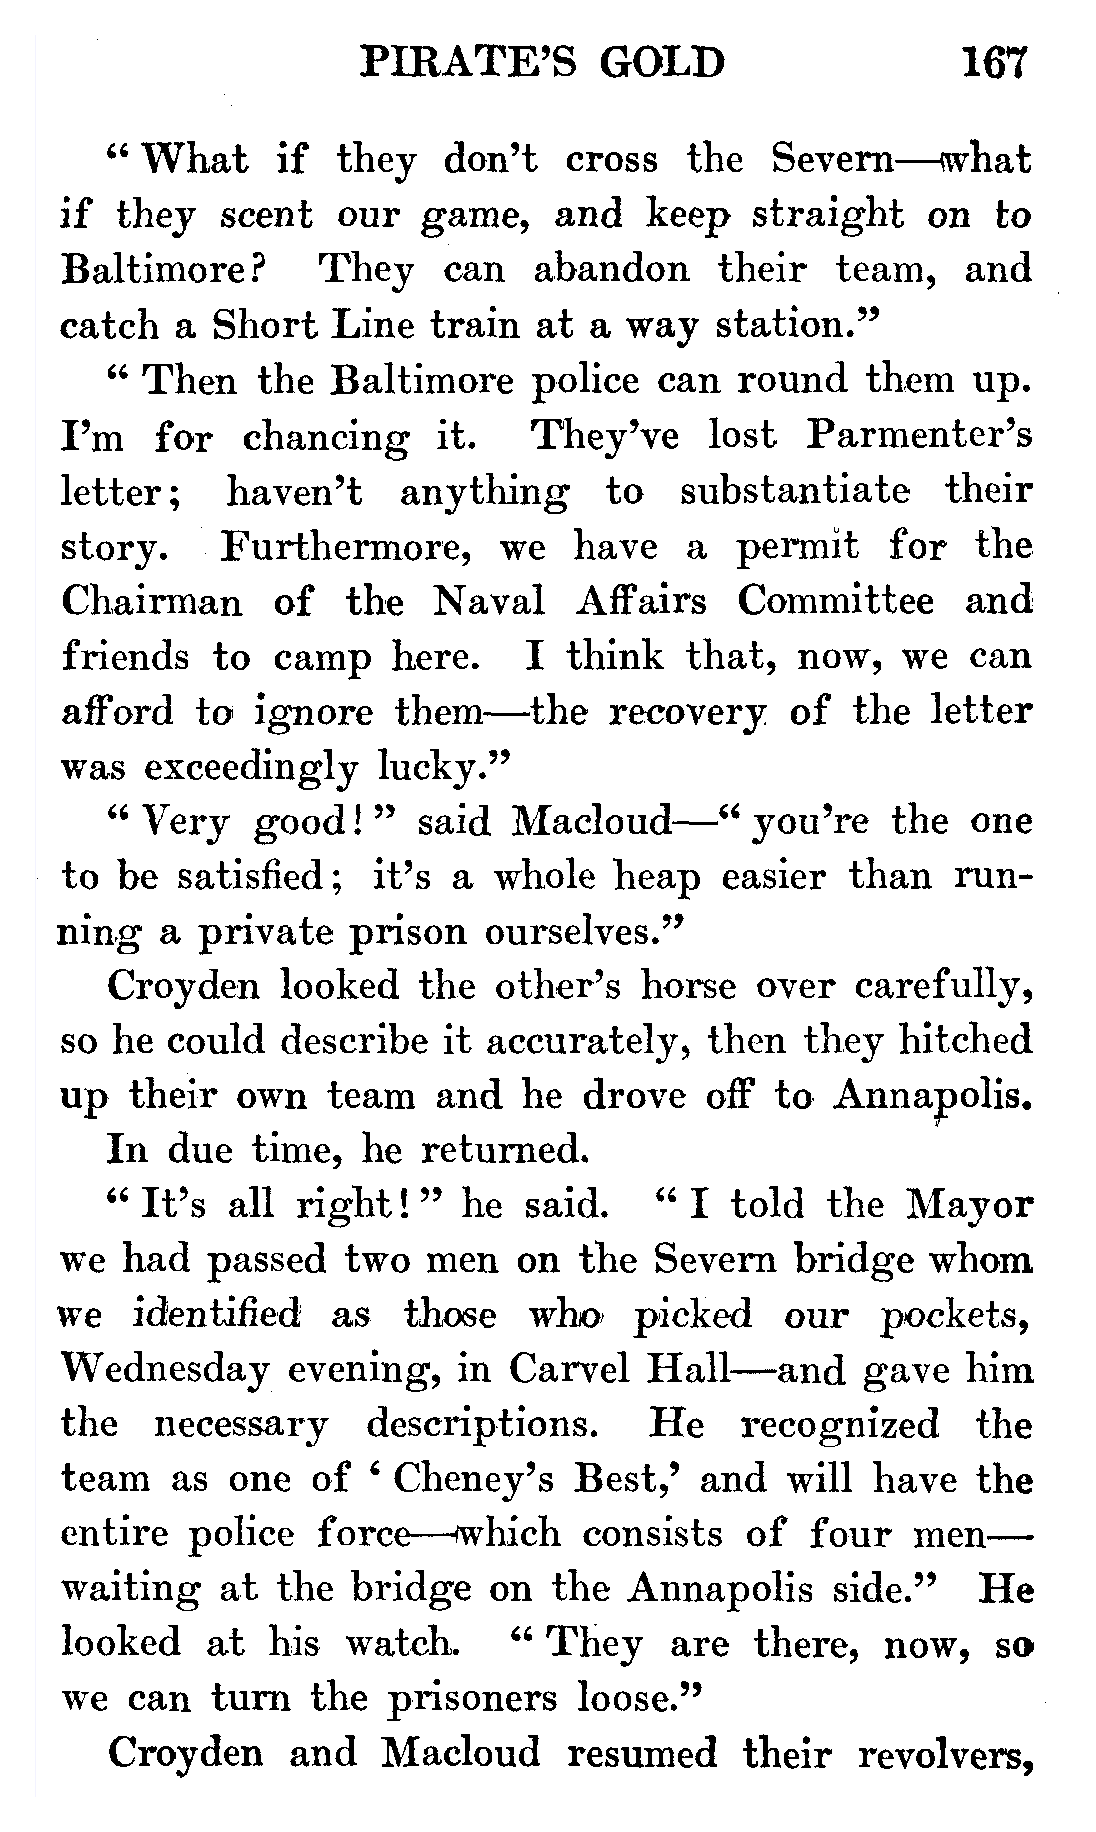 PIRATE'S GOLD 167
“ What if they don't cross the Severn—what
if they scent our game, and keep straight on to
Baltimore? They can abandon their team, and
catch a Short Line train at a way station.”
“ Then the Baltimore police can round them up.
I'm for chancing it. They've lost Parmenter's
letter; haven't anything to substantiate their
story. Furthermore, we have a permit for the
Chairman of the Naval Affairs Committee and
friends to camp here. I think that, now, we can
afford to ignore them—the recovery of the letter
was exceedingly lucky.”
“ Very good! ” said Macloud—“ you're the one
to be satisfied; it's a whole heap easier than run-
ning a private prison ourselves.”
Croyden looked the other's horse over carefully,
so he could describe it accurately, then they hitched
up their own team and he drove off to Annapolis.
In due time, he returned.
“ It's all right! ” he said. “ I told the Mayor
we had passed two men on the Severn bridge whom
we identified as those who picked our pockets,
Wednesday evening, in Carvel Hall—and gave him
the necessary descriptions. He recognized the
team as one of ‘ Cheney's Best,’ and will have the
entire police force—which consists of four men—
waiting at the bridge on the Annapolis side.” He
looked at his watch. “ They are there, now, so
we can turn the prisoners loose.”
Croyden and Macloud resumed their revolvers,